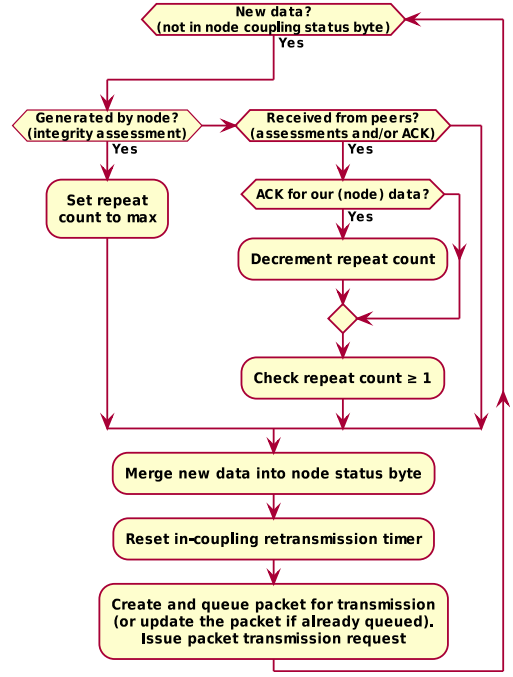 New data?
(not in node coupling status byte)
Yes
Generated by node?
(integrity assessment)
Yes
Set repeat
count to max
Received from peers?
(assessments and/or ACK)
Yes
ACK for our (node) data?
Yes
Decrement repeat count
Check repeat count ≥ 1
Merge new data into node status byte
Reset in-coupling retransmission timer
Create and queue packet for transmission
(or update the packet if already queued).
Issue packet transmission request